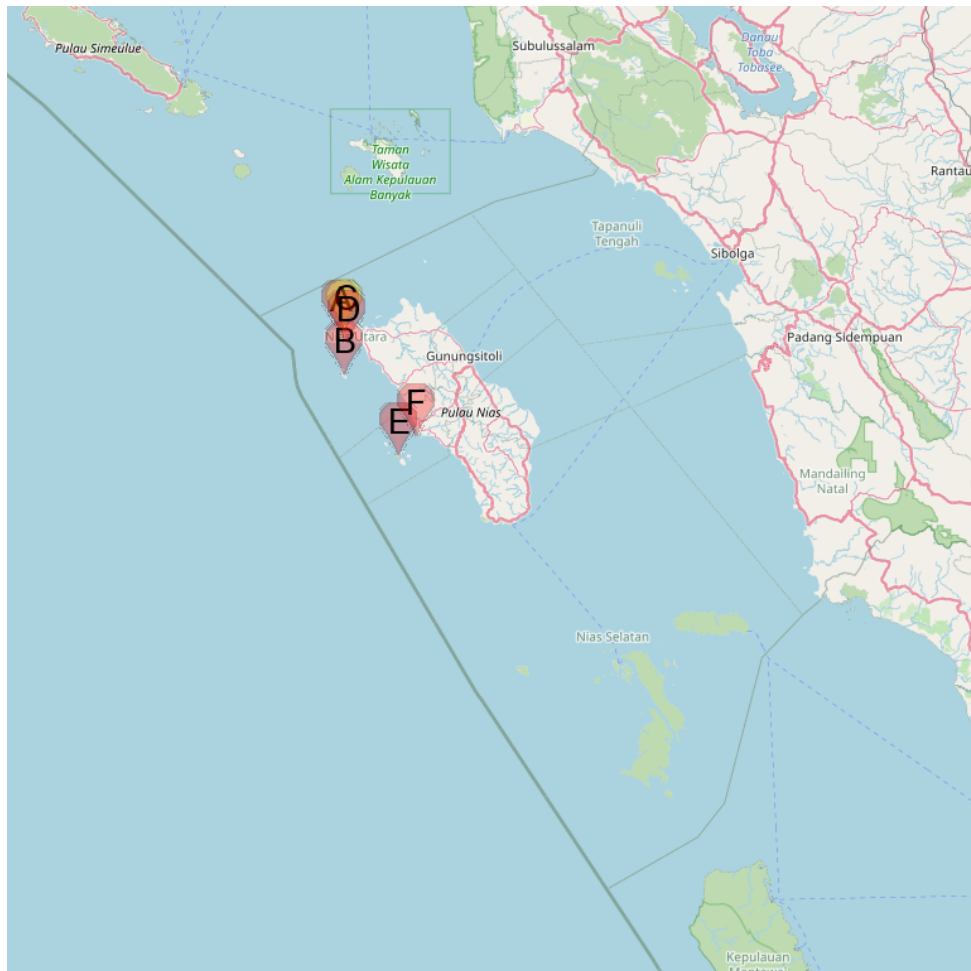 Pulau Simeulue
Subulussalam
Danau
Toba
Tobasee
Taman
Wisata
Alam Kepulauan
Banyak
Rantau
Tapanuli
Tengah
Sibolga
C
D
B
Utara
Padang Sidempuan
Gunungsitoli
F
E
Pulau Nias
Mandailing
Natal
Nias Selatan
Kepulauan